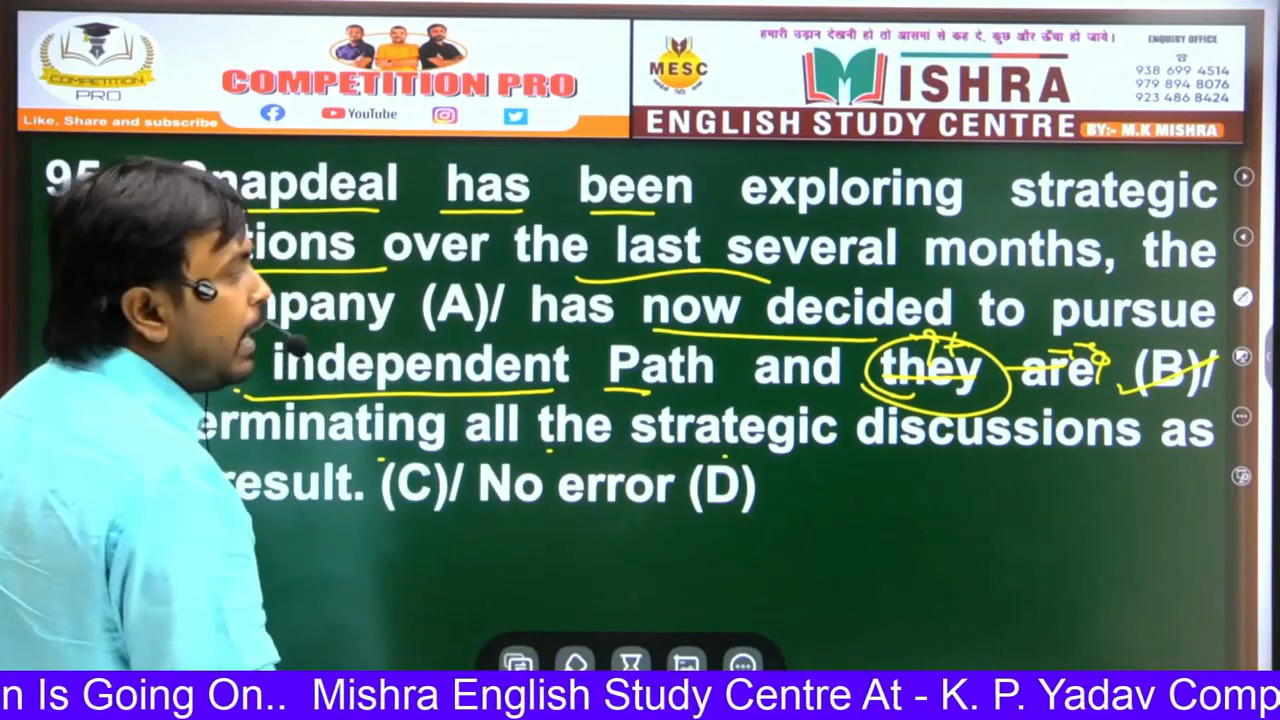 COMPETITION
PRO
COMPETITION PRO
Like, Share and subscribe
YouTube
MESC
हमारी उड़ान देखनी हो तो आसमां से कह दे, कुछ और ऊँचा हो जाये।
MISHRA
ENGLISH STUDY CENTRE BY:- M.K MISHRA
ENQUIRY OFFICE
938 699 4514
979 894 8076
923 486 8424
95 Snapdeal has been exploring strategic
over the last several months, the
(A)/ has now decided to pursue
independent Path and they are (B)/
all the strategic discussions as
result. (C)/ No error (D)
n Is Going On.. Mishra English Study Centre At - K. P. Yadav Comp